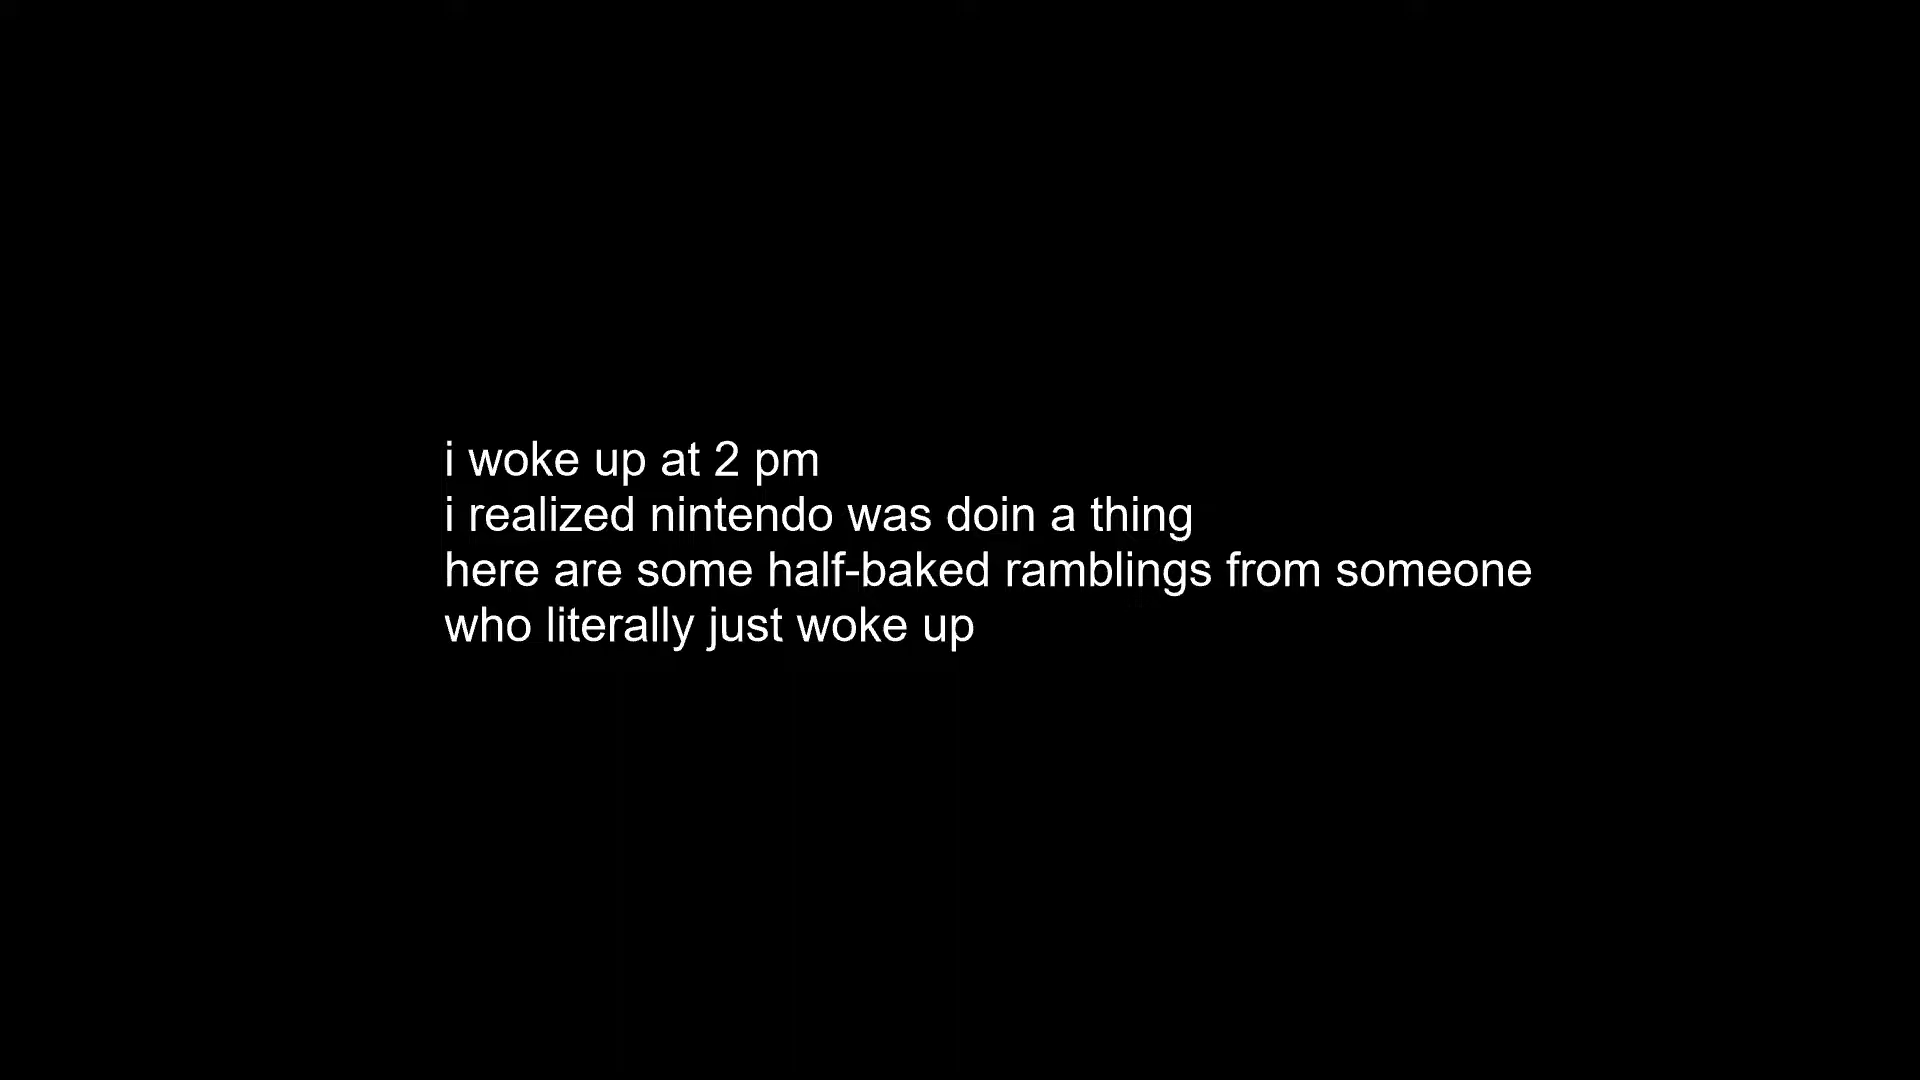 i woke up at 2 pm
i realized nintendo was doin a thing
here are some half-baked ramblings from someone
who literally just woke up